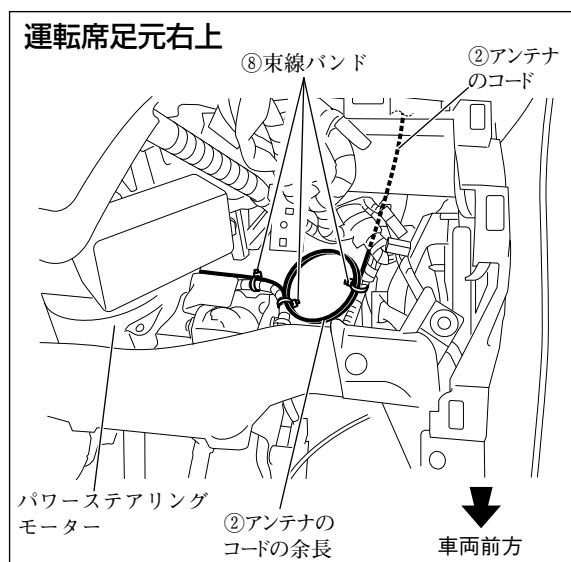 運転席足元右上
⑧束線バンド
②アンテナ
のコード
パワーステアリング
モーター
②アンテナの
コードの余長
車両前方